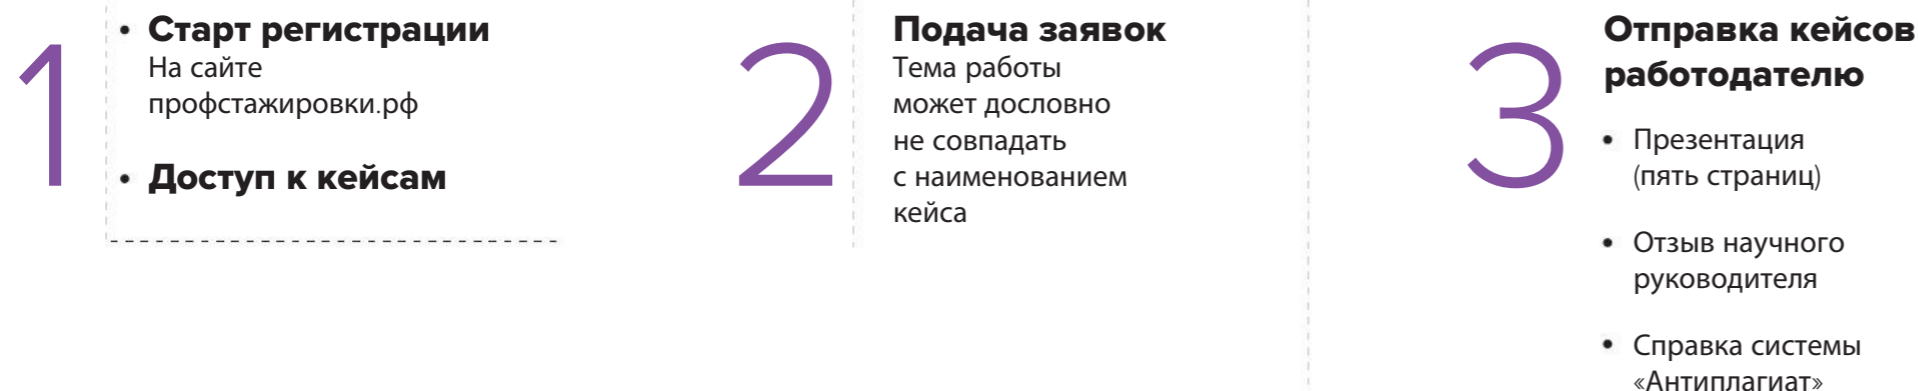 1
• Старт регистрации
На сайте
профстажировки.рф
• Доступ к кейсам
2
Подача заявок
Тема работы
может дословно
не совпадать
с наименованием
кейса
3
Отправка кейсов
работодателю
• Презентация
(пять страниц)
• Отзыв научного
руководителя
• Справка системы
«Антиплагиат»